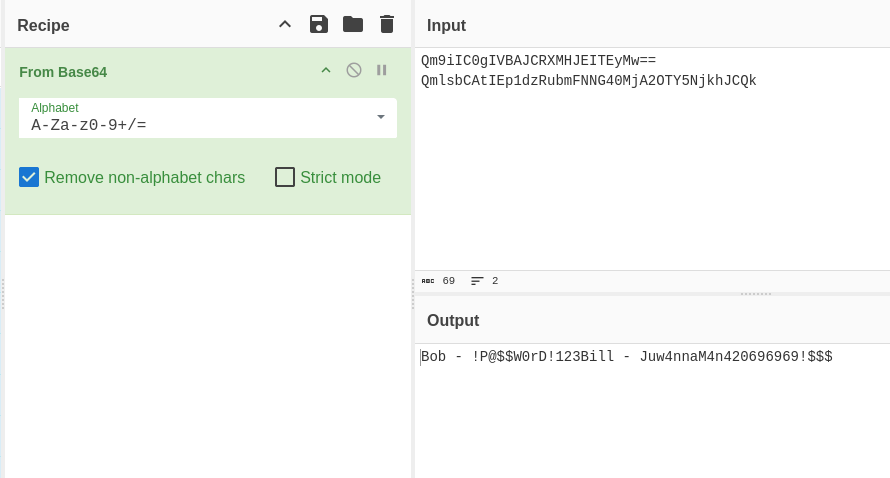 Recipe
From Base64
Alphabet
A-Za-z0-9+/=
Remove non-alphabet chars
Strict mode
Input
Qm9iIC0gIVBAJCRXMHJEITEyMw==
QmlsbCAtIEp1dzRubmFNNG40MjA2OTY5NjkhJCQk
ABC 69
2
Output
Bob - !P@$$W0rD!123Bill - Juw4nnaM4n420696969!$$$